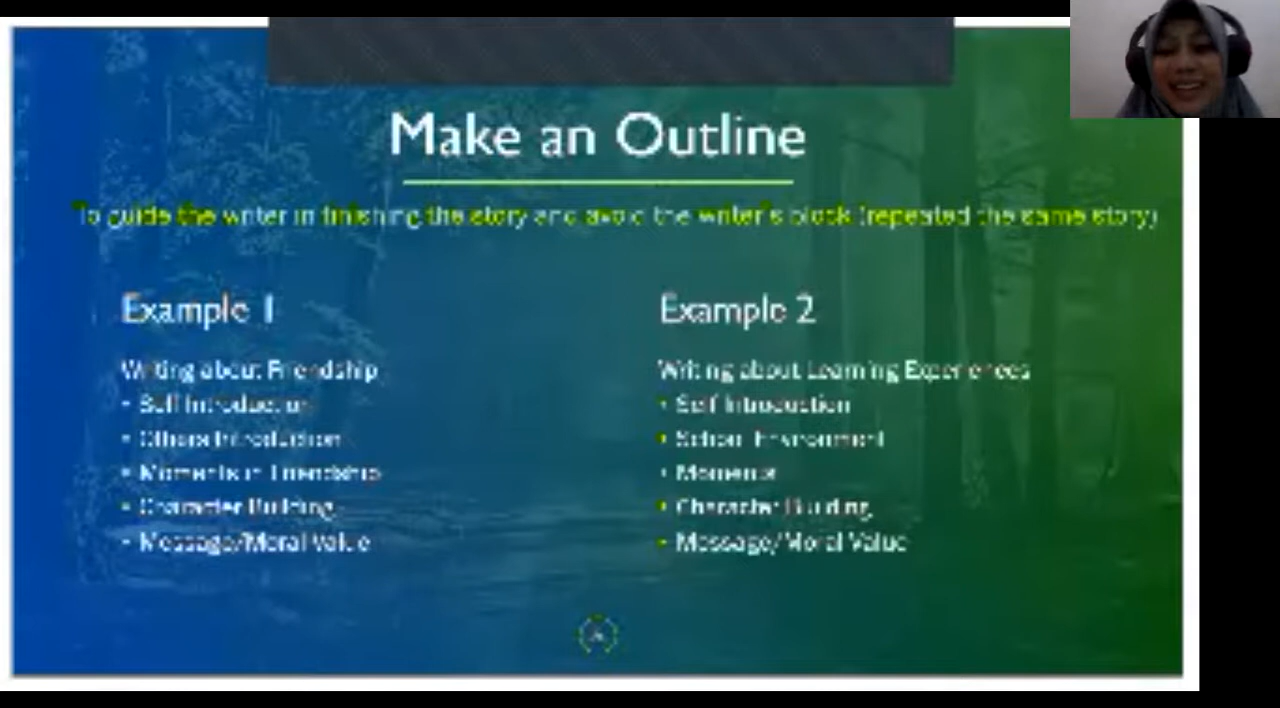 Make an Outline
To guide the writer in finishing the story and avoid the writer's block (repeated the same story)
Example 1
Writing about Friendship
• Self Introduction
• Others Introduction
• Moments in Friendship
• Character Building
• Message/Moral Value
Example 2
Writing about Learning Experiences
• Self Introduction
• School Environment
• Moments
• Character Building
• Message/Moral Value